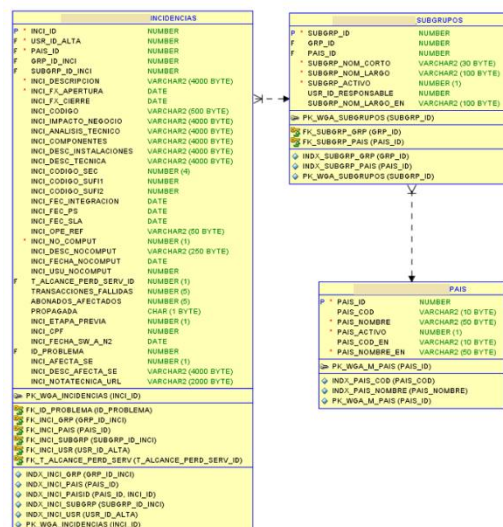 INCIDENCIAS
P * INCI_ID NUMBER
F * USR_ID_ALTA NUMBER
F * PAIS_ID NUMBER
F GRP_ID_INCI NUMBER
F SUBGRP_ID_INCI NUMBER
* INCI_DESCRIPCION VARCHAR2 (4000 BYTE)
* INCI_FX_APERTURA DATE
INCI_FX_CIERRE DATE
INCI_CODIGO VARCHAR2 (500 BYTE)
INCI_IMPACTO_NEGOCIO VARCHAR2 (4000 BYTE)
INCI_ANALISIS_TECNICO VARCHAR2 (4000 BYTE)
INCI_COMPONENTES VARCHAR2 (4000 BYTE)
INCI_DESC_INSTALACIONES VARCHAR2 (4000 BYTE)
INCI_DESC_TECNICA VARCHAR2 (4000 BYTE)
INCI_CODIGO_SEC NUMBER (4)
INCI_CODIGO_SUFI1 NUMBER
INCI_CODIGO_SUFI2 NUMBER
INCI_FEC_INTEGRACION DATE
INCI_FEC_PS DATE
INCI_FEC_SLA DATE
INCI_OPE_REF VARCHAR2 (50 BYTE)
* INCI_NO_COMPUT NUMBER (1)
INCI_DESC_NOCOMPUT VARCHAR2 (250 BYTE)
INCI_FECHA_NOCOMPUT DATE
INCI_USU_NOCOMPUT NUMBER
F T_ALCANCE_PERD_SERV_ID NUMBER (1)
TRANSACCIONES_FALLIDAS NUMBER (5)
ABONADOS_AFECTADOS NUMBER (5)
PROPAGADA CHAR (1 BYTE)
INCI_ETAPA_PREVIA NUMBER (1)
INCI_CPF NUMBER
INCI_FECHA_SW_A_N2 DATE
F ID_PROBLEMA NUMBER
INCI_AFECTA_SE NUMBER (1)
INCI_DESC_AFECTA_SE VARCHAR2 (4000 BYTE)
INCI_NOTATECNICA_URL VARCHAR2 (2000 BYTE)
PK_WGA_INCIDENCIAS (INCI_ID)
FK_ID_PROBLEMA (ID_PROBLEMA)
FK_INCI_GRP (GRP_ID_INCI)
FK_INCI_PAIS (PAIS_ID)
FK_INCI_SUBGRP (SUBGRP_ID_INCI)
FK_INCI_USR (USR_ID_ALTA)
FK_T_ALCANCE_PERD_SERV (T_ALCANCE_PERD_SERV_ID)
INDX_INCI_GRP (GRP_ID_INCI)
INDX_INCI_PAIS (PAIS_ID)
INDX_INCI_PAISID (PAIS_ID, INCI_ID)
INDX_INCI_SUBGRP (SUBGRP_ID_INCI)
INDX_INCI_USR (USR_ID_ALTA)
PK_WGA_INCIDENCIAS (INCI_ID)
SUBGRUPOS
P * SUBGRP_ID NUMBER
F GRP_ID NUMBER
F PAIS_ID NUMBER
* SUBGRP_NOM_CORTO VARCHAR2 (30 BYTE)
* SUBGRP_NOM_LARGO VARCHAR2 (100 BYTE)
* SUBGRP_ACTIVO NUMBER (1)
USR_ID_RESPONSABLE NUMBER
SUBGRP_NOM_LARGO_EN VARCHAR2 (100 BYTE)
PK_WGA_SUBGRUPOS (SUBGRP_ID)
FK_SUBGRP_GRP (GRP_ID)
FK_SUBGRP_PAIS (PAIS_ID)
INDX_SUBGRP_GRP (GRP_ID)
INDX_SUBGRP_PAIS (PAIS_ID)
PK_WGA_SUBGRUPOS (SUBGRP_ID)
PAIS
P * PAIS_ID NUMBER
* PAIS_COD VARCHAR2 (10 BYTE)
* PAIS_NOMBRE VARCHAR2 (50 BYTE)
* PAIS_ACTIVO NUMBER (1)
PAIS_COD_EN VARCHAR2 (10 BYTE)
* PAIS_NOMBRE_EN VARCHAR2 (50 BYTE)
PK_WGA_M_PAIS (PAIS_ID)
INDX_PAIS_COD (PAIS_COD)
INDX_PAIS_NOMBRE (PAIS_NOMBRE)
PK_WGA_M_PAIS (PAIS_ID)